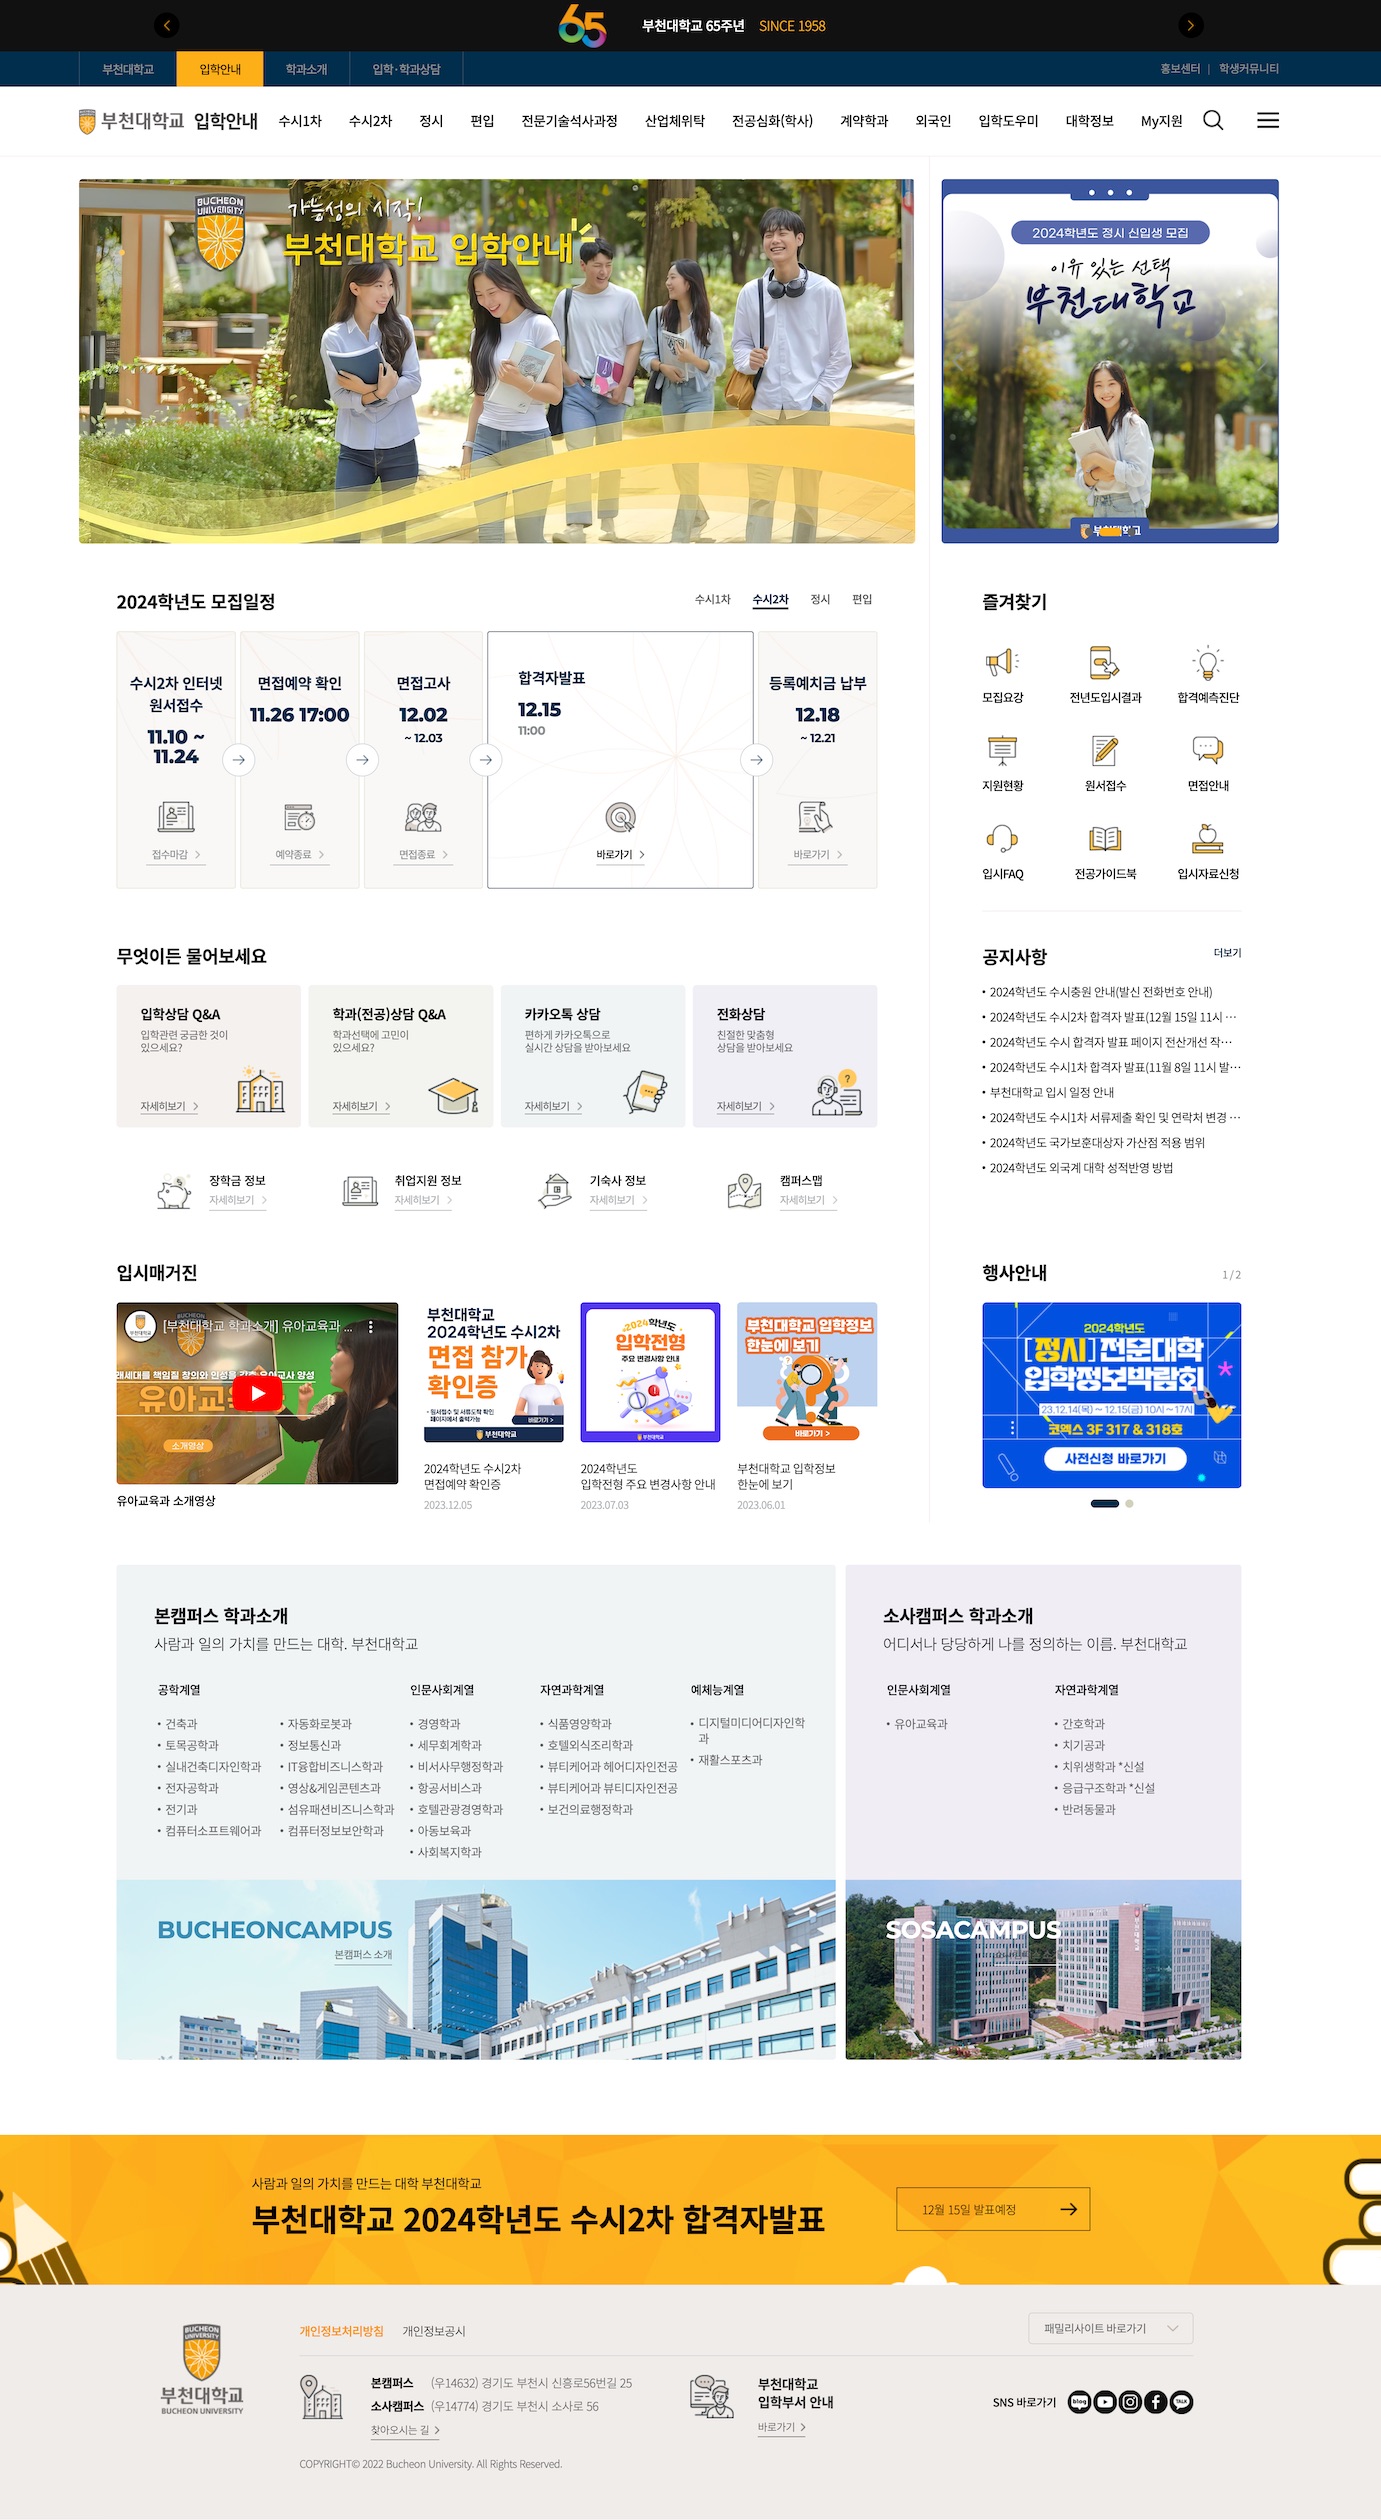 65
부천대학교 65주년 SINCE 1958
부천대학교
입학안내
학과소개
입학·학과상담
홍보센터
학생커뮤니티
부천대학교 입학안내
수시1차
수시2차
정시
편입
전문기술석사과정
산업체위탁
전공심화(학사)
계약학과
외국인
입학도우미
대학정보
My지원
BUCHEON
UNIVERSITY
가능성의 시작!
부천대학교 입학안내
2024학년도 정시 신입생 모집
이유 있는 선택
부천대학교
2024학년도 모집일정
수시1차
수시2차
정시
편입
수시2차 인터넷
원서접수
11.10 ~
11.24
접수마감
면접예약 확인
11.26 17:00
예약종료
면접고사
12.02
~ 12.03
면접종료
합격자발표
12.15
11:00
바로가기
등록예치금 납부
12.18
~ 12.21
바로가기
즐겨찾기
모집요강
전년도입시결과
합격예측진단
지원현황
원서접수
면접안내
입시FAQ
전공가이드북
입시자료신청
무엇이든 물어보세요
입학상담 Q&A
입학관련 궁금한 것이
있으세요?
자세히보기
학과(전공)상담 Q&A
학과선택에 고민이
있으세요?
자세히보기
카카오톡 상담
편하게 카카오톡으로
실시간 상담을 받아보세요
자세히보기
전화상담
친절한 맞춤형
상담을 받아보세요
자세히보기
장학금 정보
자세히보기
취업지원 정보
자세히보기
기숙사 정보
자세히보기
캠퍼스맵
자세히보기
공지사항
더보기
2024학년도 수시충원 안내(발신 전화번호 안내)
2024학년도 수시2차 합격자 발표(12월 15일 11시 …
2024학년도 수시 합격자 발표 페이지 전산개선 작…
2024학년도 수시1차 합격자 발표(11월 8일 11시 발…
부천대학교 입시 일정 안내
2024학년도 수시1차 서류제출 확인 및 연락처 변경 …
2024학년도 국가보훈대상자 가산점 적용 범위
2024학년도 외국계 대학 성적반영 방법
입시매거진
[부천대학교 학과소개] 유아교육과 ...
래세대를 책임질 창의와 인성을
교사 양성
유아교
소개영상
유아교육과 소개영상
부천대학교
2024학년도 수시2차
면접 참가
확인증
· 원서접수 및 서류도착 확인
페이지에서 출력가능
바로가기 >
부천대학교
2024학년도 수시2차
면접예약 확인증
2023.12.05
2024학년도
입학전형
주요 변경사항 안내
부천대학교
2024학년도
입학전형 주요 변경사항 안내
2023.07.03
부천대학교 입학정보
한눈에 보기
바로가기 >
부천대학교 입학정보
한눈에 보기
2023.06.01
행사안내
1 / 2
2024학년도
[정시]전문대학
입학정보박람회
23.12.14(목) ~ 12.15(금) 10시~17시
코엑스 3F 317 & 318호
사전신청 바로가기
본캠퍼스 학과소개
사람과 일의 가치를 만드는 대학. 부천대학교
공학계열
건축과
토목공학과
실내건축디자인학과
전자공학과
전기과
컴퓨터소프트웨어과
자동화로봇과
정보통신과
IT융합비즈니스학과
영상&게임콘텐츠과
섬유패션비즈니스학과
컴퓨터정보보안학과
인문사회계열
경영학과
세무회계학과
비서사무행정학과
항공서비스과
호텔관광경영학과
아동보육과
사회복지학과
자연과학계열
식품영양학과
호텔외식조리학과
뷰티케어과 헤어디자인전공
뷰티케어과 뷰티디자인전공
보건의료행정학과
예체능계열
디지털미디어디자인학
과
재활스포츠과
BUCHEONCAMPUS
본캠퍼스 소개
소사캠퍼스 학과소개
어디서나 당당하게 나를 정의하는 이름. 부천대학교
인문사회계열
유아교육과
자연과학계열
간호학과
치기공과
치위생학과 *신설
응급구조학과 *신설
반려동물과
SOSACAMPUS
사람과 일의 가치를 만드는 대학 부천대학교
부천대학교 2024학년도 수시2차 합격자발표
12월 15일 발표예정
BUCHEON
UNIVERSITY
부천대학교
BUCHEON UNIVERSITY
개인정보처리방침
개인정보공시
패밀리사이트 바로가기
본캠퍼스 (우14632) 경기도 부천시 신흥로56번길 25
소사캠퍼스 (우14774) 경기도 부천시 소사로 56
찾아오시는 길
부천대학교
입학부서 안내
바로가기
SNS 바로가기
blog
TALK
COPYRIGHT© 2022 Bucheon University. All Rights Reserved.